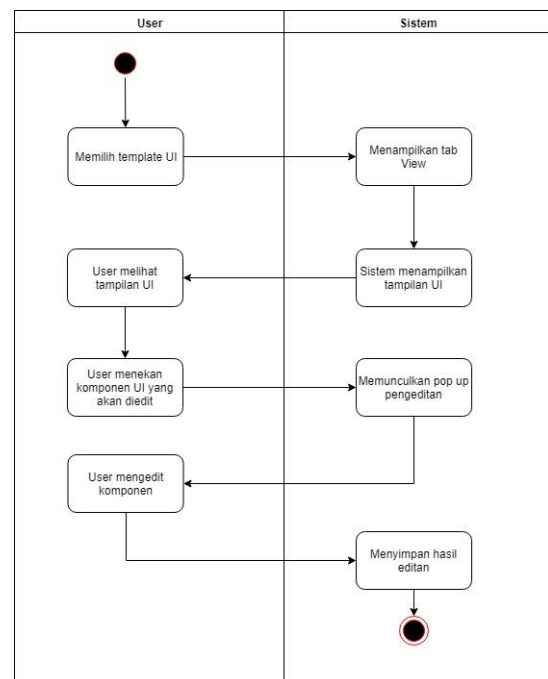 User
Sistem
Memilih template UI
Menampilkan tab
View
User melihat
tampilan UI
Sistem menampilkan
tampilan UI
User menekan
komponen UI yang
akan diedit
Memunculkan pop up
pengeditan
User mengedit
komponen
Menyimpan hasil
editan